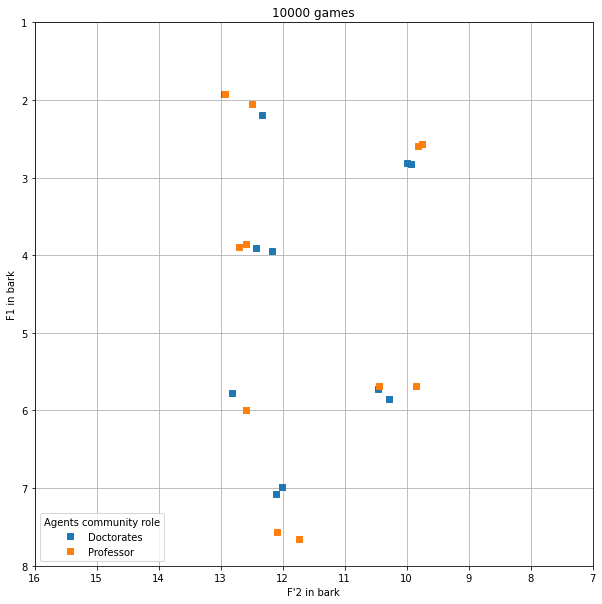 10000 games
1
2
3
4
5
6
7
8
F1 in bark
Agents community role
Doctorates
Professor
16 15 14 13 12 11 10 9 8 7
F'2 in bark